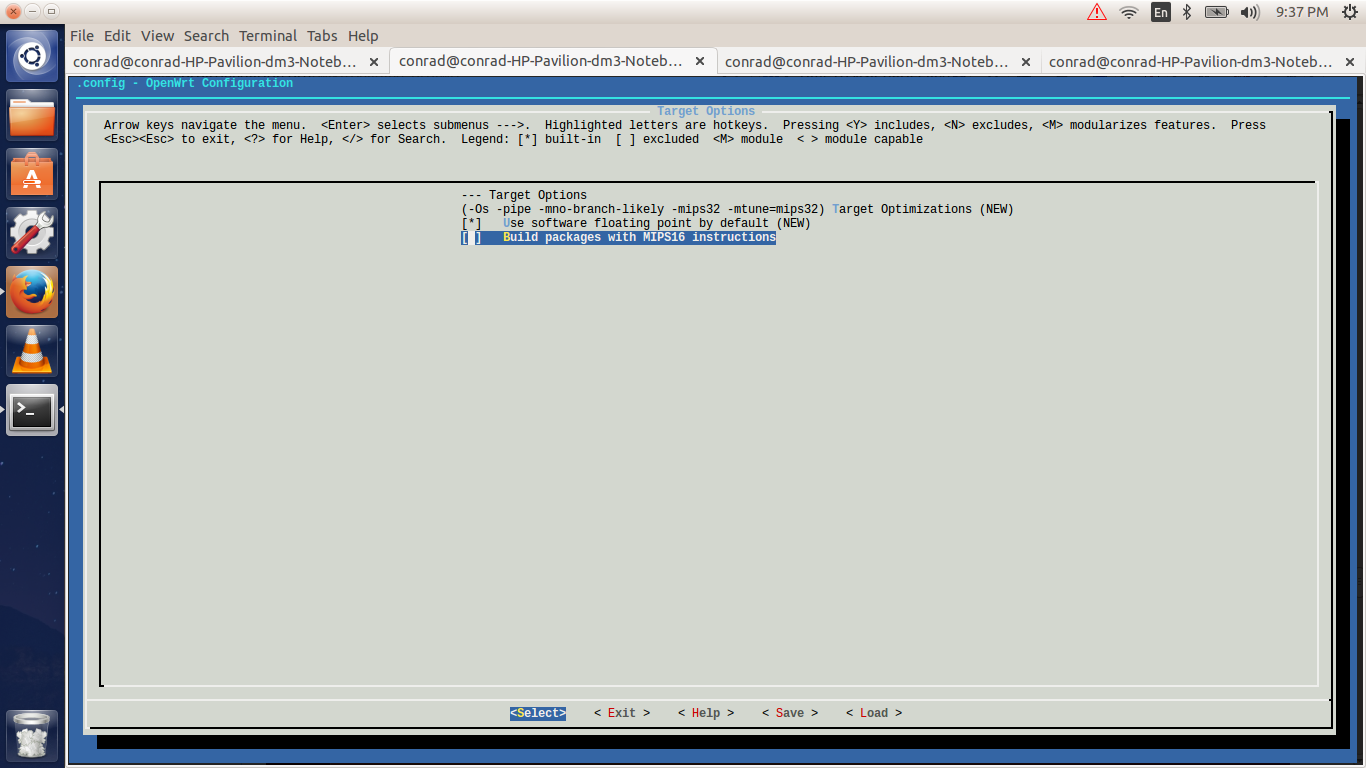 En 9:37 PM
File Edit View Search Terminal Tabs Help
conrad@conrad-HP-Pavilion-dm3-Noteb... × conrad@conrad-HP-Pavilion-dm3-Noteb... × conrad@conrad-HP-Pavilion-dm3-Noteb... × conrad@conrad-HP-Pavilion-dm3-Noteb... ×
.config - OpenWrt Configuration
Target Options
Arrow keys navigate the menu.  <Enter> selects submenus --->.  Highlighted letters are hotkeys.  Pressing <Y> includes, <N> excludes, <M> modularizes features.  Press
<Esc><Esc> to exit, <?> for Help, </> for Search.  Legend: [*] built-in  [ ] excluded  <M> module  < > module capable
--- Target Options
(-Os -pipe -mno-branch-likely -mips32 -mtune=mips32) Target Optimizations (NEW)
[*]   Use software floating point by default (NEW)
[ ]   Build packages with MIPS16 instructions
<Select>    < Exit >    < Help >    < Save >    < Load >